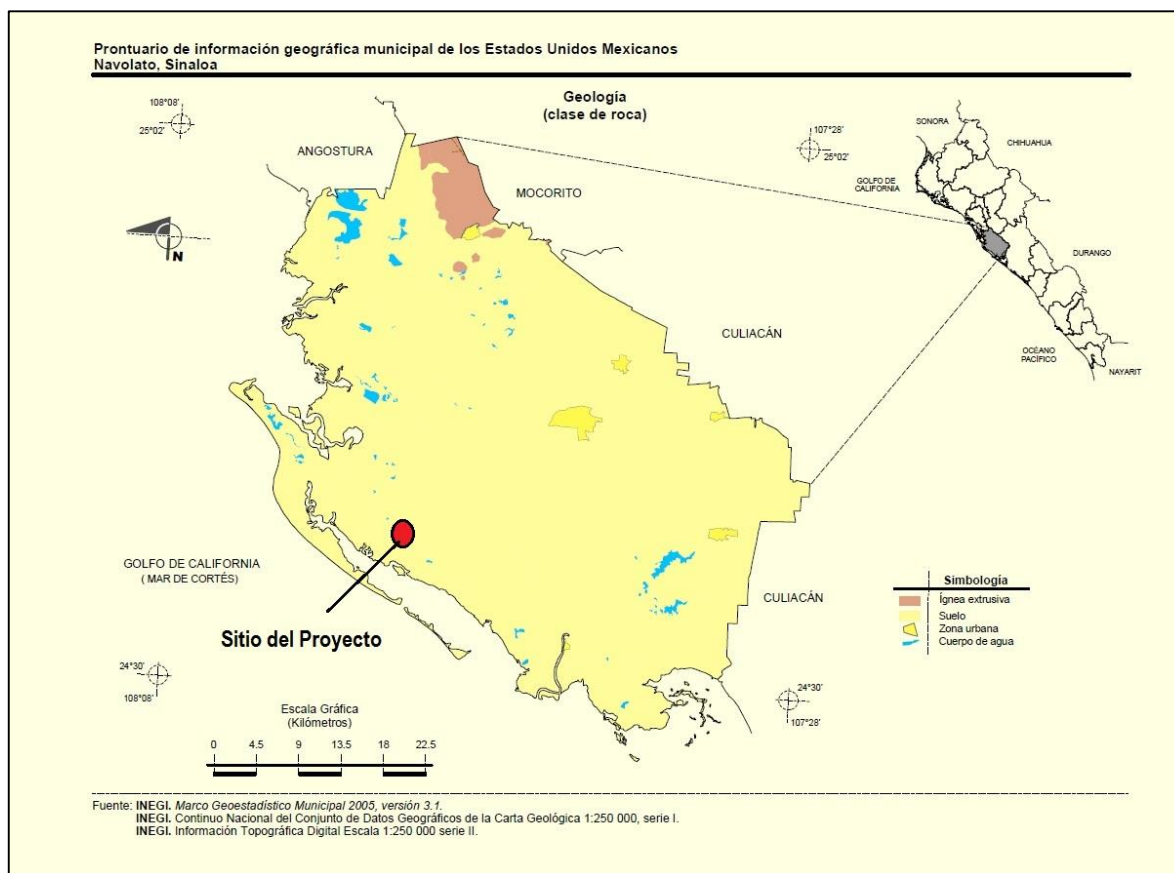 Prontuario de información geográfica municipal de los Estados Unidos Mexicanos
Navolato, Sinaloa
Geología
(clase de roca)
108°08'
25°02'
107°28'
25°02'
ANGOSTURA
MOCORITO
N
CULIACÁN
SONORA
CHIHUAHUA
GOLFO DE
CALIFORNIA
DURANGO
OCÉANO
PACÍFICO
NAYARIT
GOLFO DE CALIFORNIA
( MAR DE CORTÉS)
Sitio del Proyecto
CULIACÁN
Simbología
Ígnea extrusiva
Suelo
Zona urbana
Cuerpo de agua
24°30'
108°08'
24°30'
107°28'
Escala Gráfica
(Kilómetros)
0 4.5 9 13.5 18 22.5
Fuente: INEGI. Marco Geoestadístico Municipal 2005, versión 3.1.
INEGI. Continuo Nacional del Conjunto de Datos Geográficos de la Carta Geológica 1:250 000, serie I.
INEGI. Información Topográfica Digital Escala 1:250 000 serie II.